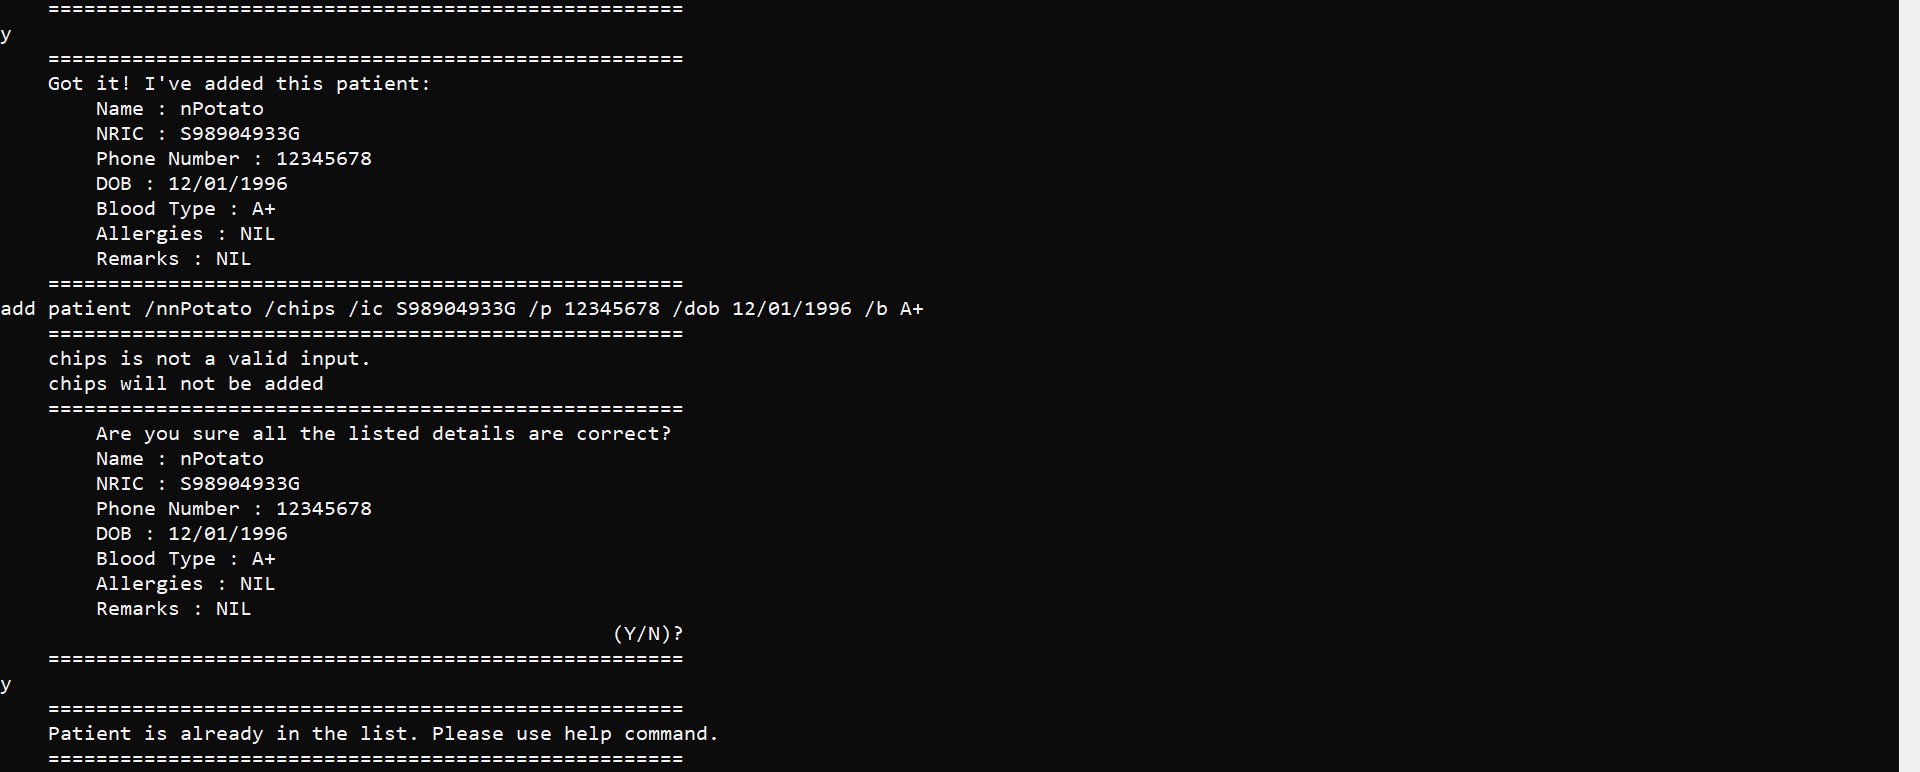 =====================================================
y
=====================================================
Got it! I've added this patient:
Name : nPotato
NRIC : S98904933G
Phone Number : 12345678
DOB : 12/01/1996
Blood Type : A+
Allergies : NIL
Remarks : NIL
=====================================================
add patient /nnPotato /chips /ic S98904933G /p 12345678 /dob 12/01/1996 /b A+
=====================================================
chips is not a valid input.
chips will not be added
=====================================================
Are you sure all the listed details are correct?
Name : nPotato
NRIC : S98904933G
Phone Number : 12345678
DOB : 12/01/1996
Blood Type : A+
Allergies : NIL
Remarks : NIL
(Y/N)?
=====================================================
y
=====================================================
Patient is already in the list. Please use help command.
=====================================================